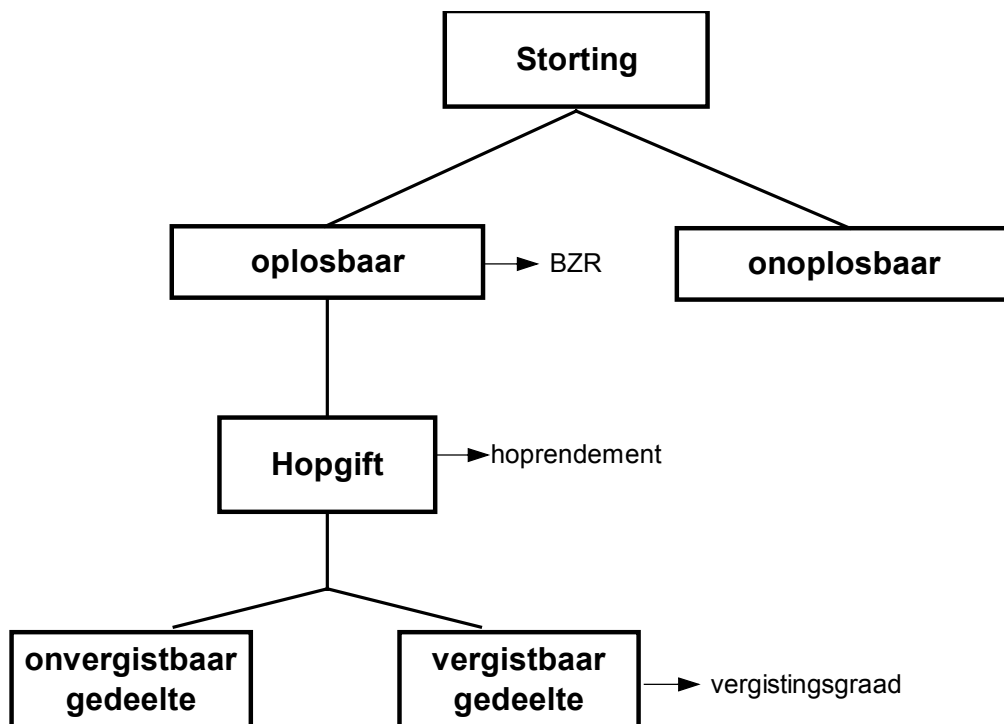 Storting
oplosbaar
BZR
onoplosbaar
Hopgift
hoprendement
onvergistbaar
gedeelte
vergistbaar
gedeelte
vergistingsgraad